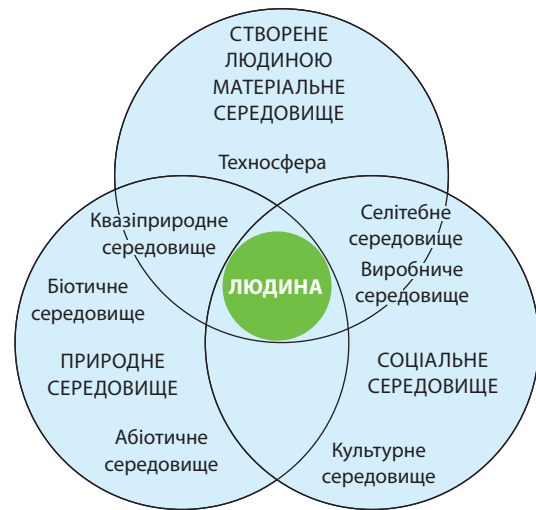 СТВОРЕНЕ
ЛЮДИНОЮ
МАТЕРІАЛЬНЕ
СЕРЕДОВИЩЕ
Техносфера
Квазіприродне
середовище
Селітебне
середовище
Виробниче
середовище
ЛЮДИНА
Біотичне
середовище
ПРИРОДНЕ
СЕРЕДОВИЩЕ
СОЦІАЛЬНЕ
СЕРЕДОВИЩЕ
Абіотичне
середовище
Культурне
середовище